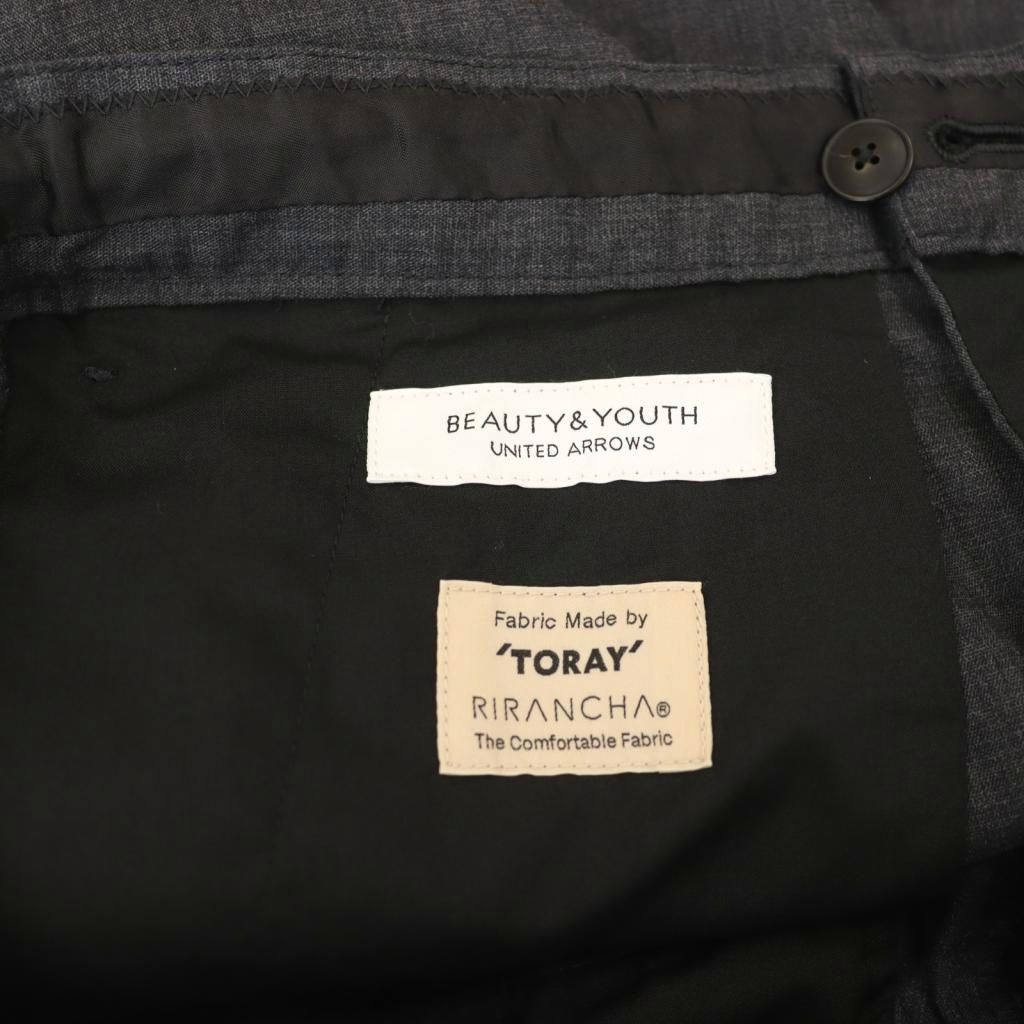 BEAUTY&YOUTH
UNITED ARROWS
Fabric Made by
'TORAY'
RIRANCHA®
The Comfortable Fabric